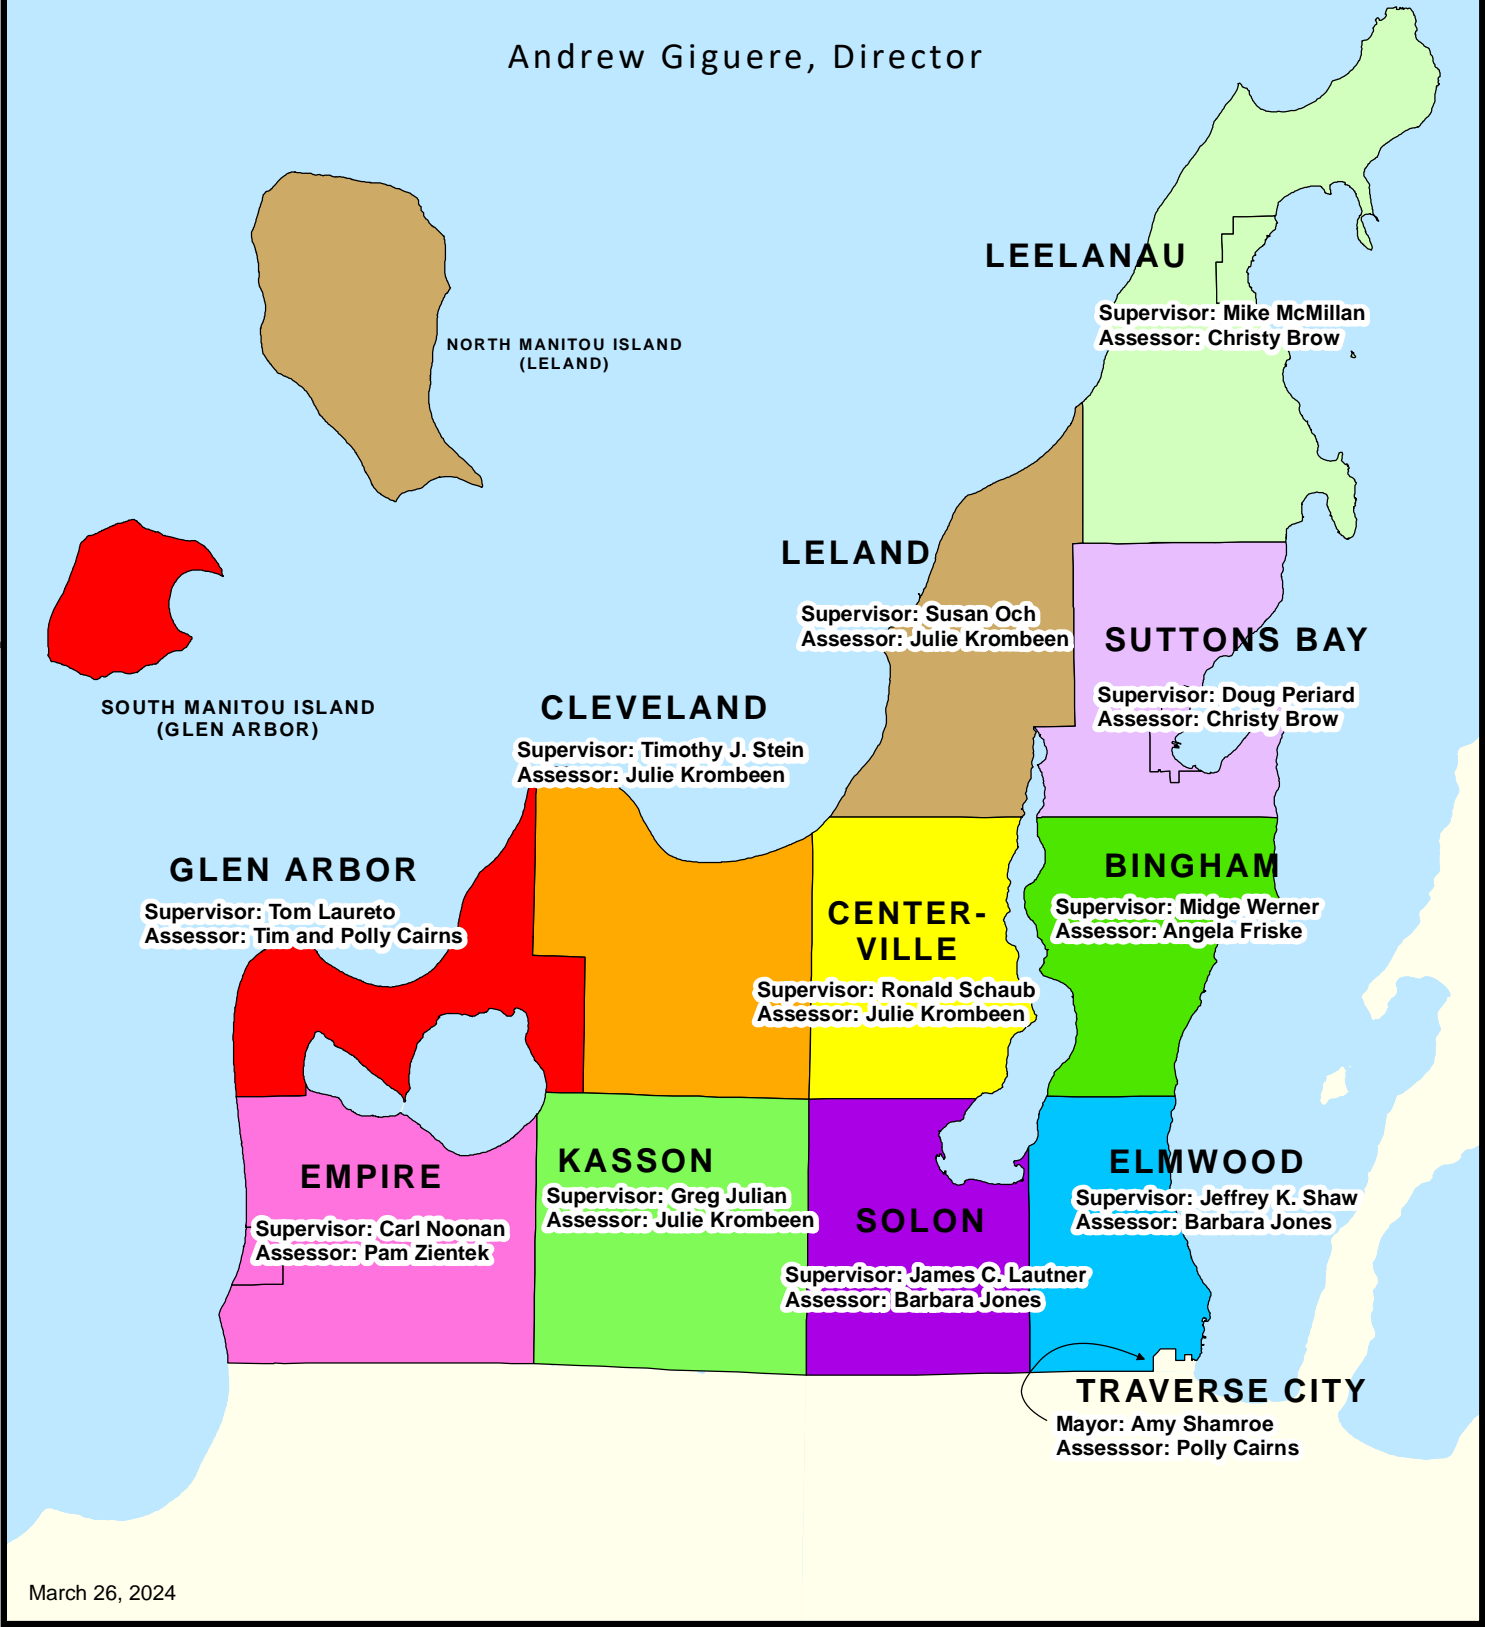 Andrew Giguere, Director
LEELANAU
Supervisor: Mike McMillan
Assessor: Christy Brow
NORTH MANITOU ISLAND
(LELAND)
LELAND
Supervisor: Susan Och
Assessor: Julie Krombeen
SUTTONS BAY
Supervisor: Doug Periard
Assessor: Christy Brow
SOUTH MANITOU ISLAND
(GLEN ARBOR)
CLEVELAND
Supervisor: Timothy J. Stein
Assessor: Julie Krombeen
GLEN ARBOR
Supervisor: Tom Laureto
Assessor: Tim and Polly Cairns
CENTER-
VILLE
Supervisor: Ronald Schaub
Assessor: Julie Krombeen
BINGHAM
Supervisor: Midge Werner
Assessor: Angela Friske
EMPIRE
Supervisor: Carl Noonan
Assessor: Pam Zientek
KASSON
Supervisor: Greg Julian
Assessor: Julie Krombeen
SOLON
Supervisor: James C. Lautner
Assessor: Barbara Jones
ELMWOOD
Supervisor: Jeffrey K. Shaw
Assessor: Barbara Jones
TRAVERSE CITY
Mayor: Amy Shamroe
Assesssor: Polly Cairns
March 26, 2024